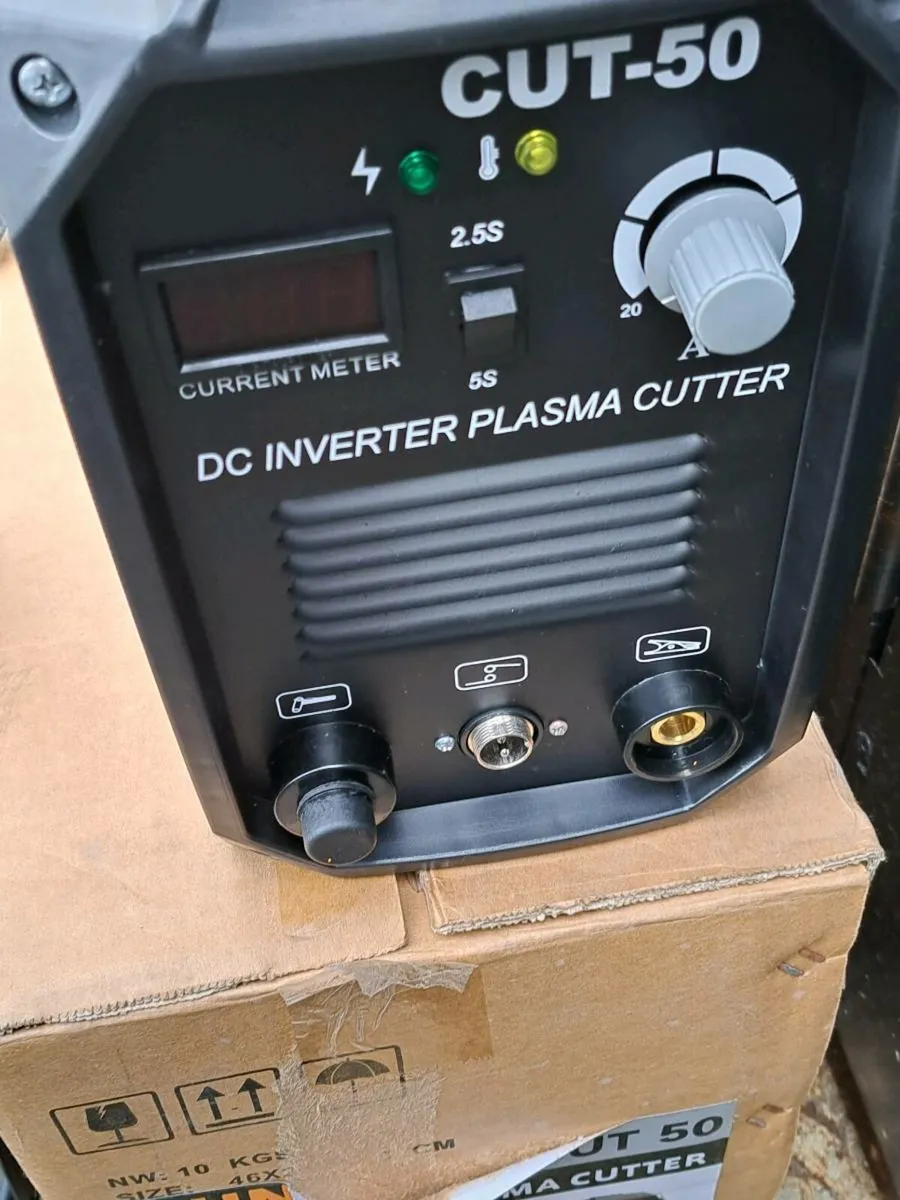 CUT-50
2.5S
20
A
CURRENT METER
5S
DC INVERTER PLASMA CUTTER
NW: 10 KGS
CM
SIZE: 46X
UT 50
MA CUTTER